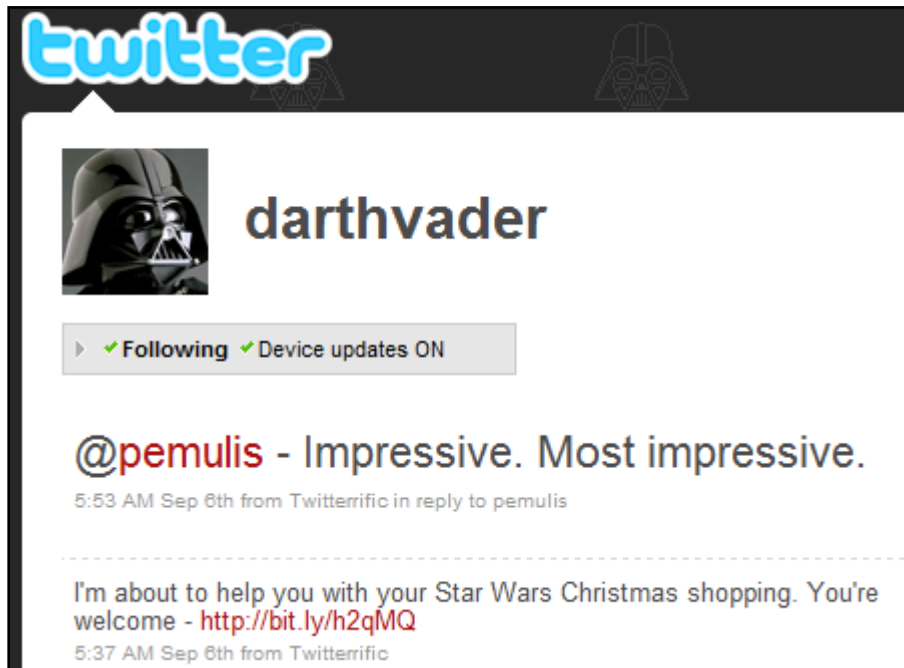 twitter
darthvader
Following Device updates ON
@pemulis - Impressive. Most impressive.
5:53 AM Sep 6th from Twitterrific in reply to pemulis
I'm about to help you with your Star Wars Christmas shopping. You're
welcome - http://bit.ly/h2qMQ
5:37 AM Sep 6th from Twitterrific